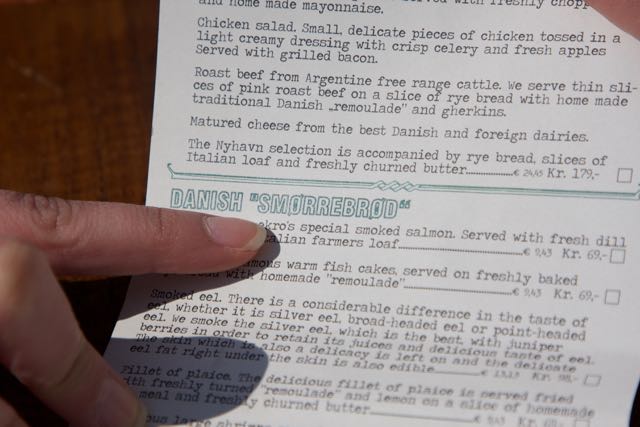 and home made mayonnaise.
Chicken salad. Small, delicate pieces of chicken tossed in a
light creamy dressing with crisp celery and fresh apples
Served with grilled bacon.
Roast beef from Argentine free range cattle. We serve thin sli-
ces of pink roast beef on a slice of rye bread with home made
traditional Danish „remoulade" and gherkins.
Matured cheese from the best Danish and foreign dairies.
The Nyhavn selection is accompanied by rye bread, slices of
Italian loaf and freshly churned butter............€ 24,45 Kr. 179,-
DANISH "SMØRREBRØD"
special smoked salmon. Served with fresh dill
farmers loaf............€ 9,43 Kr. 69,-
warm fish cakes, served on freshly baked
with homemade "remoulade"............€ 9,43 Kr. 69,-
Smoked eel. There is a considerable difference in the taste of
eel, whether it is silver eel, broad-headed eel or point-headed
eel. We smoke the silver eel, which is the best, with juniper
berries in order to retain its juices and delicious taste of eel.
The skin which is also a delicacy is left on and the delicate
eel fat right under the skin is also edible............€ Kr. 98,-
Fillet of plaice. The delicious fillet of plaice is served fried
with freshly turned "remoulade" and lemon on a slice of homemade
meal and freshly churned butter............€ 9,43 Kr. 69,-
large